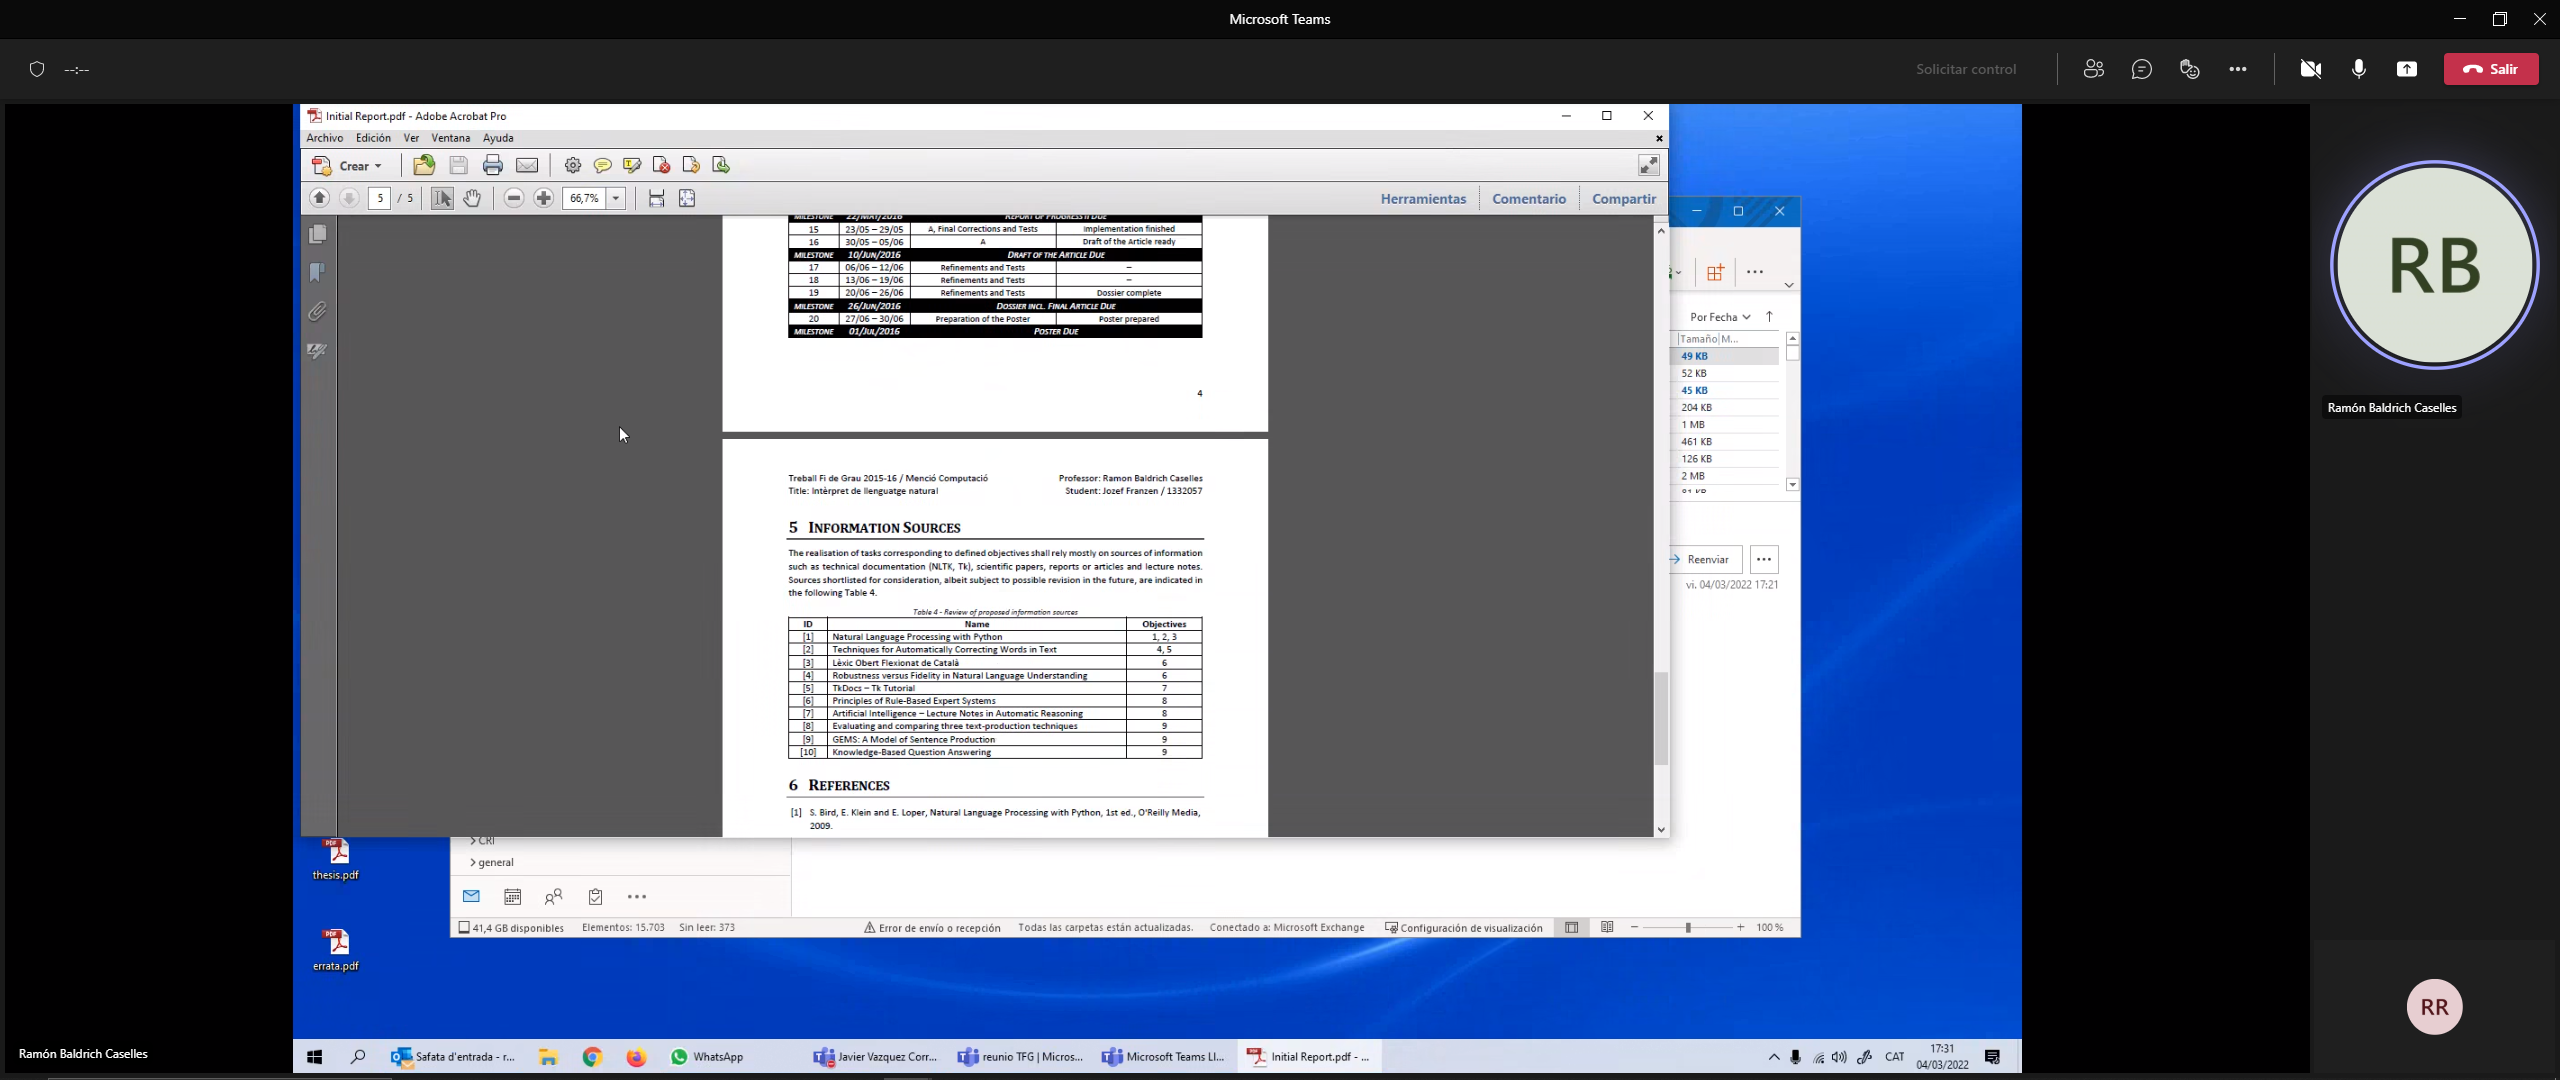 Microsoft Teams
--:--
Solicitar control
Salir
Initial Report.pdf - Adobe Acrobat Pro
Archivo Edición Ver Ventana Ayuda
Crear
5 / 5 66,7%
Herramientas Comentario Compartir
MILESTONE 22/MAY/2016 REPORT OF PROGRESS II DUE
15 23/05 – 29/05 A, Final Corrections and Tests Implementation finished
16 30/05 – 05/06 A Draft of the Article ready
MILESTONE 10/JUN/2016 DRAFT OF THE ARTICLE DUE
17 06/06 – 12/06 Refinements and Tests –
18 13/06 – 19/06 Refinements and Tests –
19 20/06 – 26/06 Refinements and Tests Dossier complete
MILESTONE 26/JUN/2016 DOSSIER INCL. FINAL ARTICLE DUE
20 27/06 – 30/06 Preparation of the Poster Poster prepared
MILESTONE 01/JUL/2016 POSTER DUE
4
Treball Fi de Grau 2015-16 / Menció Computació Professor: Ramon Baldrich Caselles
Title: Intèrpret de llenguatge natural Student: Jozef Franzen / 1332057
5 INFORMATION SOURCES
The realisation of tasks corresponding to defined objectives shall rely mostly on sources of information
such as technical documentation (NLTK, Tk), scientific papers, reports or articles and lecture notes.
Sources shortlisted for consideration, albeit subject to possible revision in the future, are indicated in
the following Table 4.
Table 4 - Review of proposed information sources
ID Name Objectives
[1] Natural Language Processing with Python 1, 2, 3
[2] Techniques for Automatically Correcting Words in Text 4, 5
[3] Lèxic Obert Flexionat de Català 6
[4] Robustness versus Fidelity in Natural Language Understanding 6
[5] TkDocs – Tk Tutorial 7
[6] Principles of Rule-Based Expert Systems 8
[7] Artificial Intelligence – Lecture Notes in Automatic Reasoning 8
[8] Evaluating and comparing three text-production techniques 9
[9] GEMS: A Model of Sentence Production 9
[10] Knowledge-Based Question Answering 9
6 REFERENCES
[1] S. Bird, E. Klein and E. Loper, Natural Language Processing with Python, 1st ed., O'Reilly Media,
2009.
Por Fecha
Tamaño M...
49 KB
52 KB
45 KB
204 KB
1 MB
461 KB
126 KB
2 MB
81 KB
Reenviar
vi. 04/03/2022 17:21
RB
Ramón Baldrich Caselles
> CRI
> general
thesis.pdf
errata.pdf
41,4 GB disponibles Elementos: 15.703 Sin leer: 373 Error de envío o recepción Todas las carpetas están actualizadas. Conectado a: Microsoft Exchange Configuración de visualización 100 %
RR
Ramón Baldrich Caselles
Safata d'entrada - r... WhatsApp Javier Vazquez Corr... reunio TFG | Micros... Microsoft Teams Ll... Initial Report.pdf - ... CAT 17:31
04/03/2022